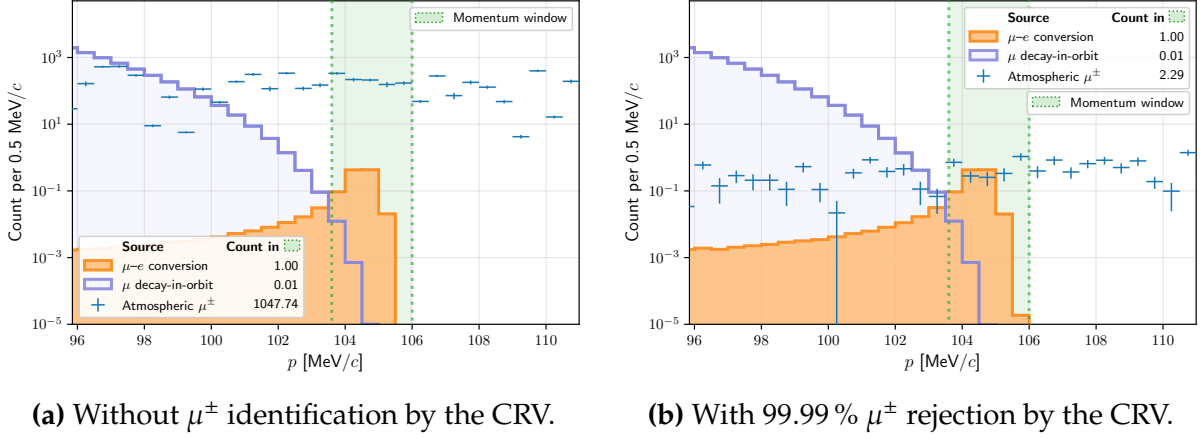 Momentum window
Count per 0.5 MeV/c
10³
10¹
10⁻¹
10⁻³
10⁻⁵
Source Count in
μ–e conversion 1.00
μ decay-in-orbit 0.01
Atmospheric μ± 1047.74
96 98 100 102 104 106 108 110
p [MeV/c]
(a) Without μ± identification by the CRV.
Source Count in
μ–e conversion 1.00
μ decay-in-orbit 0.01
Atmospheric μ± 2.29
Momentum window
Count per 0.5 MeV/c
10³
10¹
10⁻¹
10⁻³
10⁻⁵
96 98 100 102 104 106 108 110
p [MeV/c]
(b) With 99.99 % μ± rejection by the CRV.